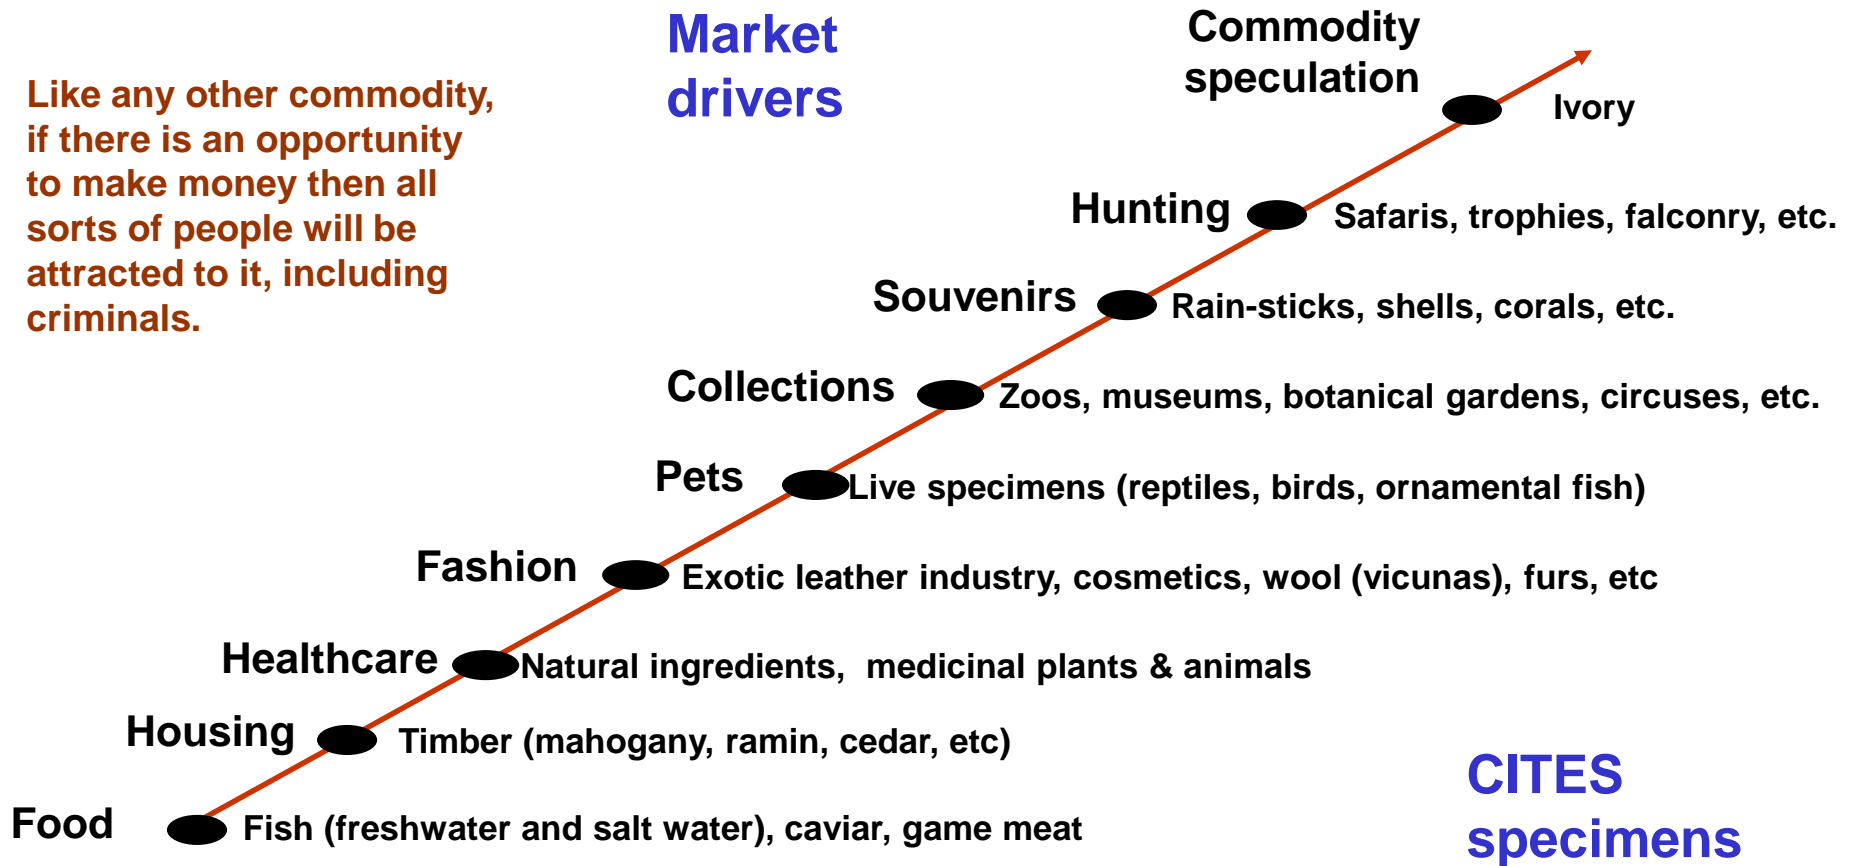 Market
drivers
Like any other commodity,
if there is an opportunity
to make money then all
sorts of people will be
attracted to it, including
criminals.
Commodity
speculation
Ivory
Hunting
Safaris, trophies, falconry, etc.
Souvenirs
Rain-sticks, shells, corals, etc.
Collections
Zoos, museums, botanical gardens, circuses, etc.
Pets
Live specimens (reptiles, birds, ornamental fish)
Fashion
Exotic leather industry, cosmetics, wool (vicunas), furs, etc
Healthcare
Natural ingredients,  medicinal plants & animals
Housing
Timber (mahogany, ramin, cedar, etc)
Food
Fish (freshwater and salt water), caviar, game meat
CITES
specimens